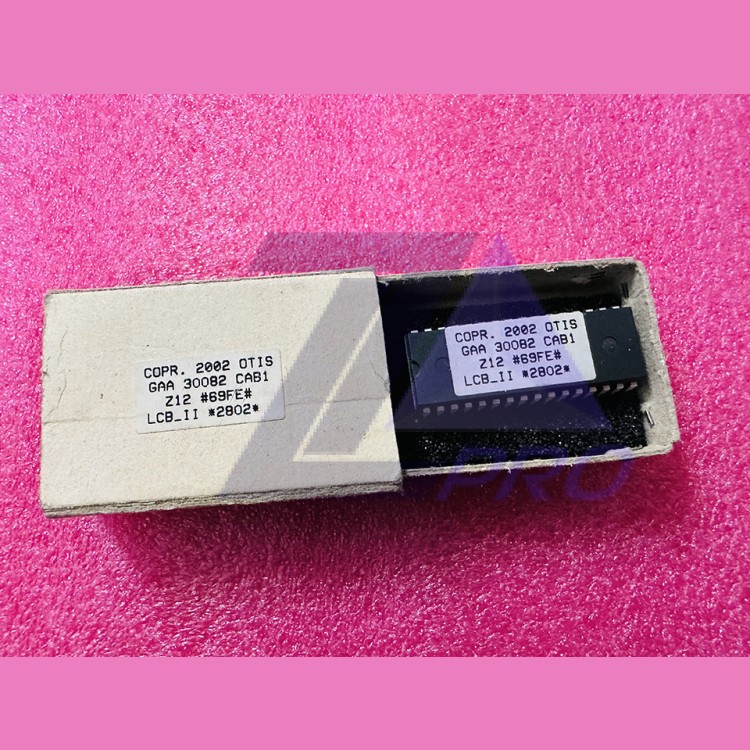 COPR. 2002 OTIS
GAA 30082 CAB1
Z12 #69FE#
LCB_II *2802*
COPR. 2002 OTIS
GAA 30082 CAB1
Z12 #69FE#
LCB_II *2802*
PRO